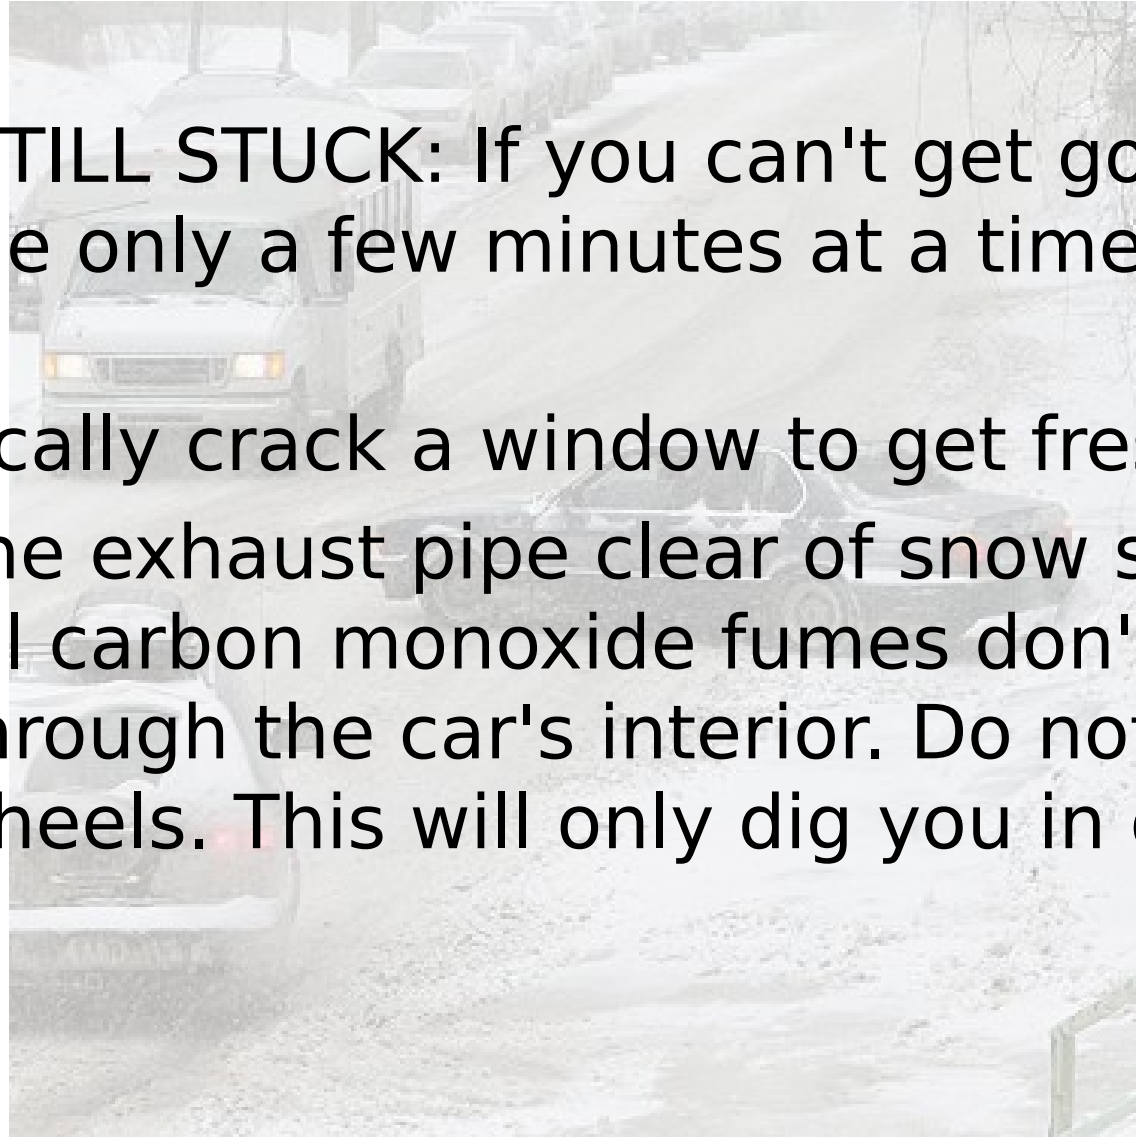 TILL STUCK: If you can't get go
e only a few minutes at a time
cally crack a window to get fres
he exhaust pipe clear of snow s
l carbon monoxide fumes don'
hrough the car's interior. Do not
heels. This will only dig you in